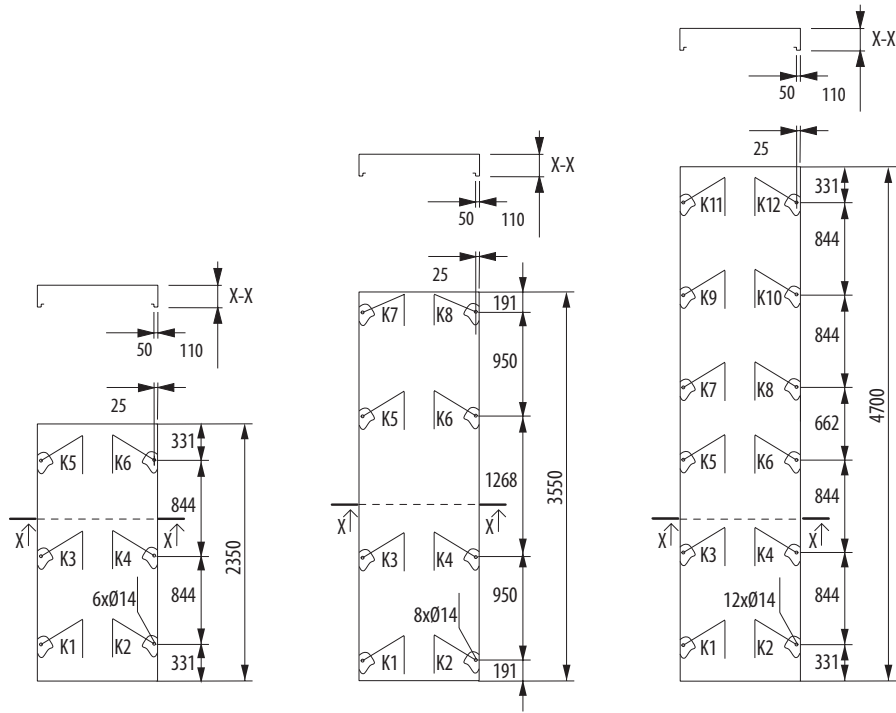 X-X
50 110
25
K5 K6
331
844
X X
K3 K4
2350
6xØ14
844
K1 K2
331
X-X
50 110
25
K7 K8
191
950
K5 K6
1268
3550
X X
K3 K4
950
8xØ14
K1 K2
191
X-X
50 110
25
331
K11 K12
844
K9 K10
844
K7 K8
662
4700
K5 K6
844
X X
K3 K4
12xØ14
844
K1 K2
331